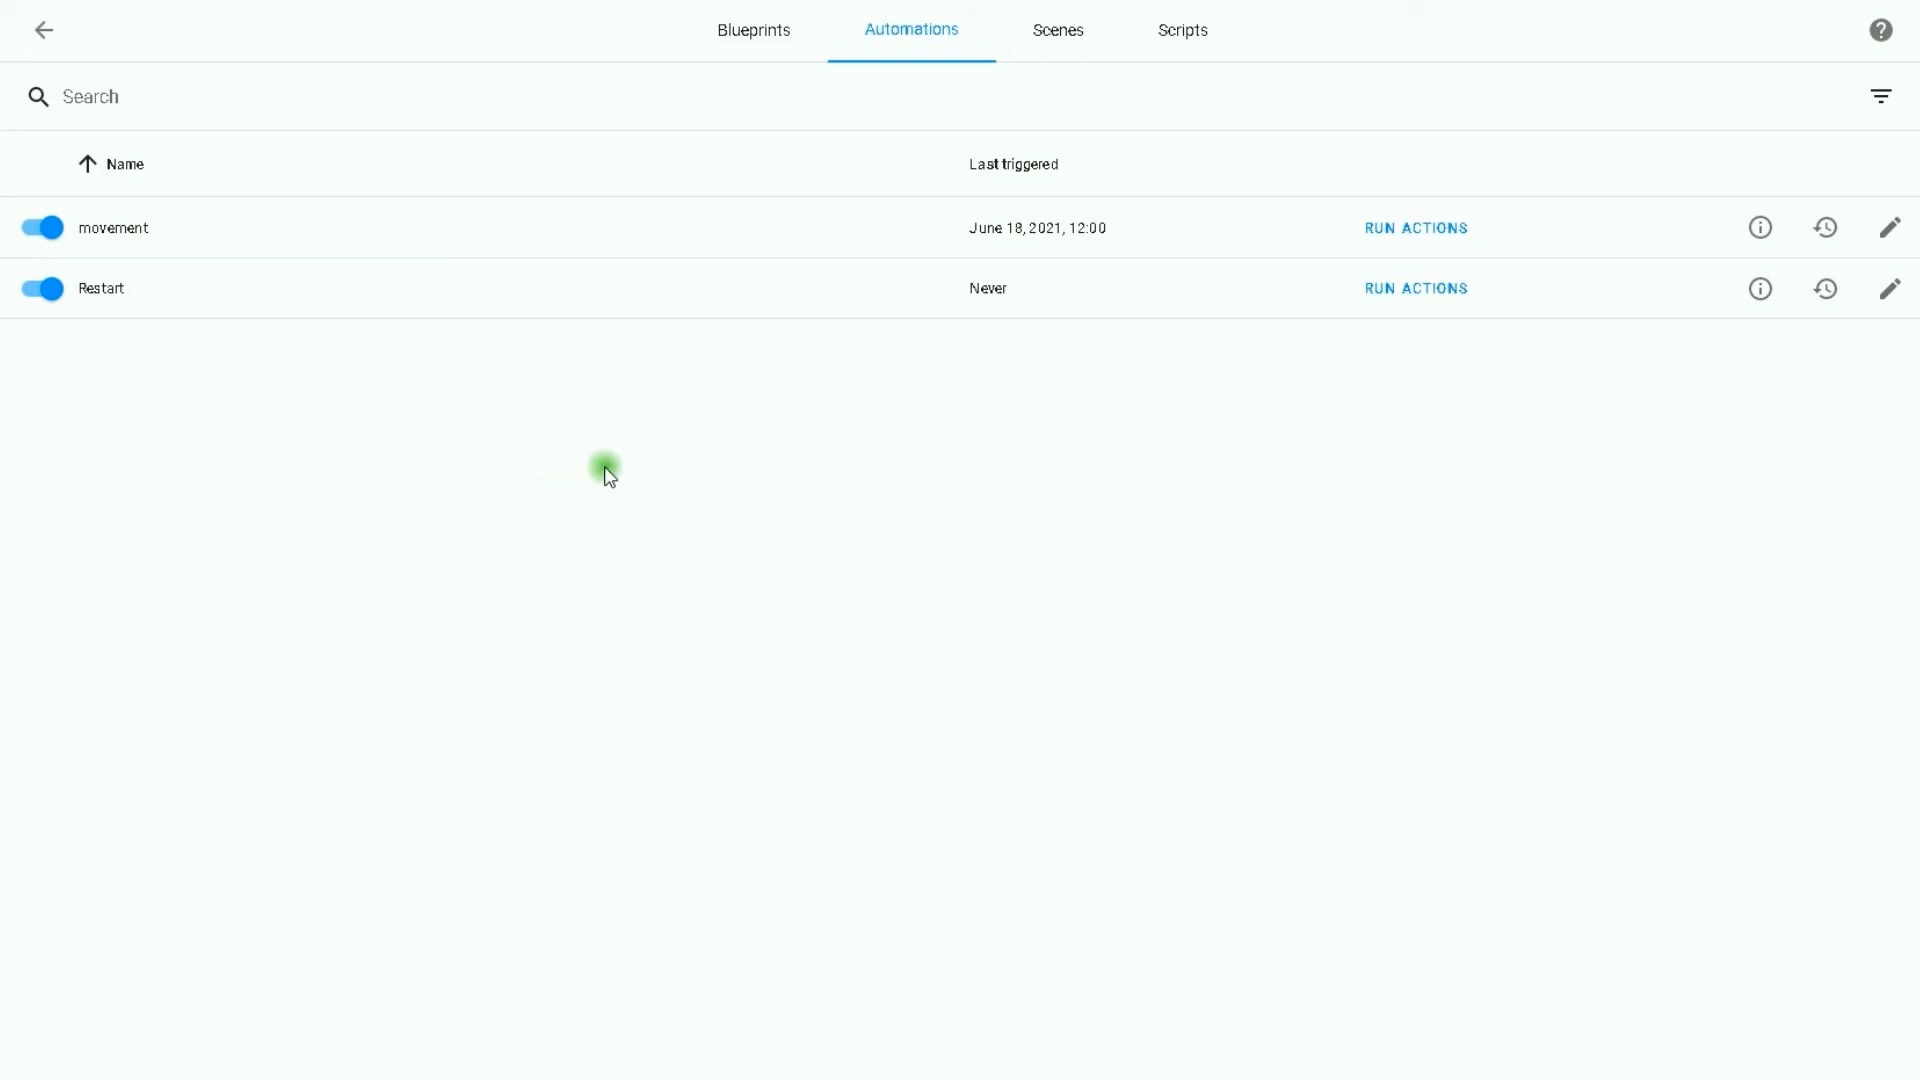 Blueprints Automations Scenes Scripts
Search
Name Last triggered
movement June 18, 2021, 12:00 RUN ACTIONS
Restart Never RUN ACTIONS